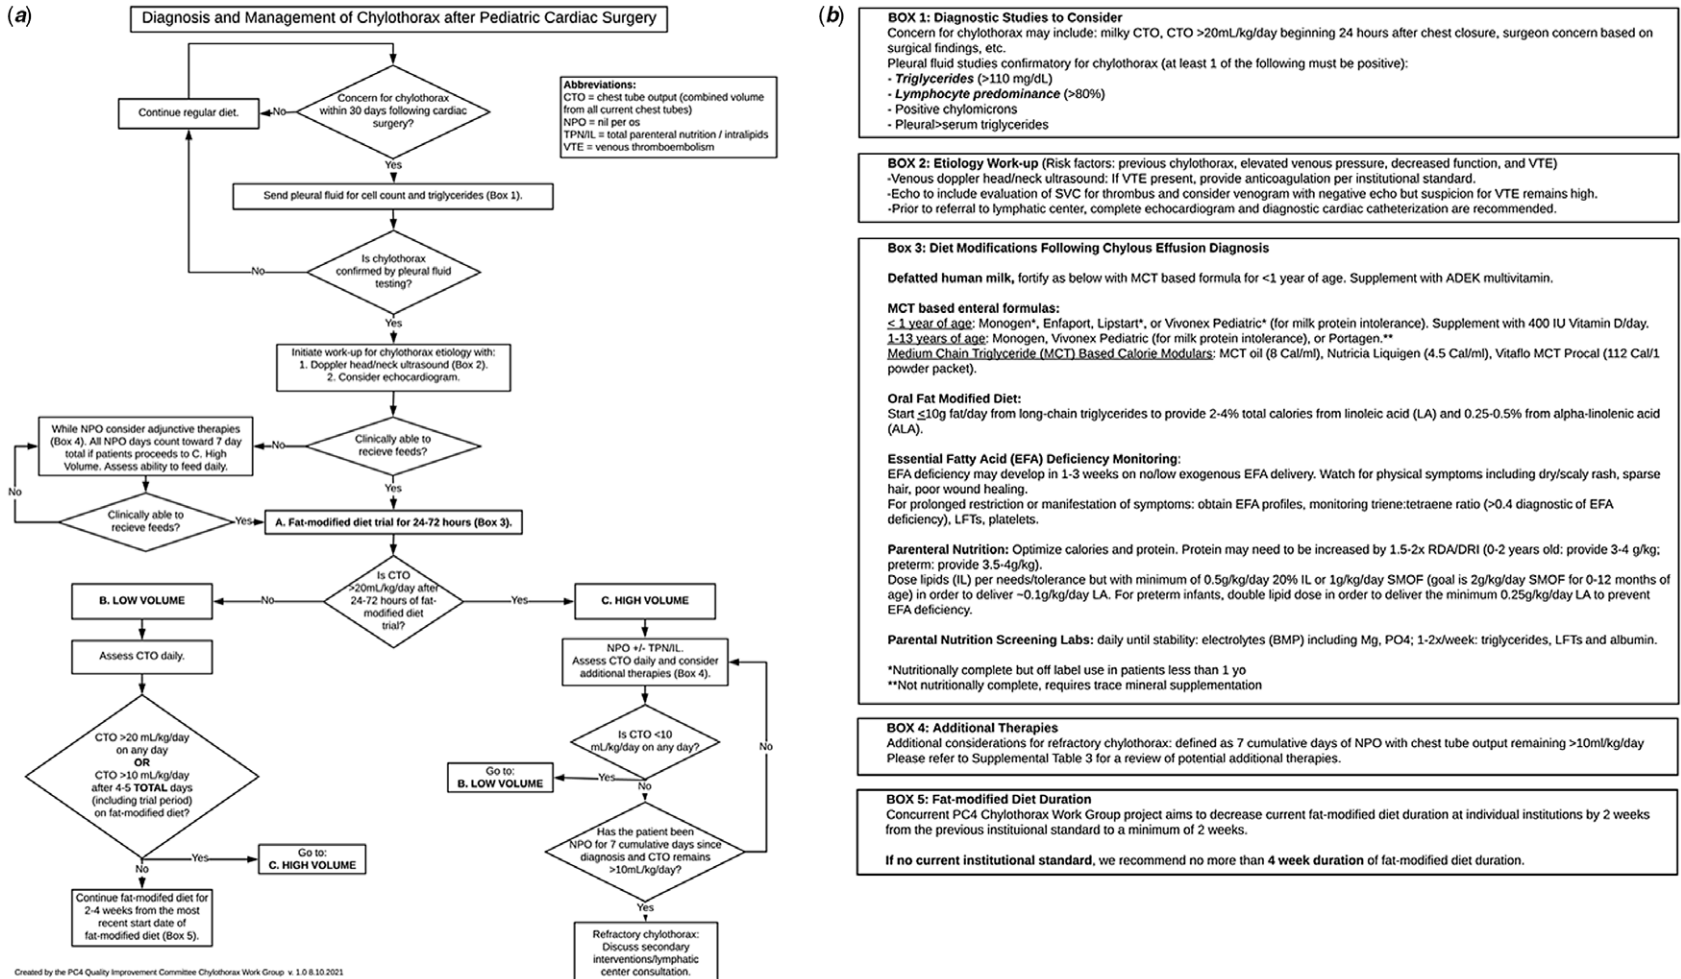 (a)
Diagnosis and Management of Chylothorax after Pediatric Cardiac Surgery
Concern for chylothorax
within 30 days following cardiac
surgery?
No
Continue regular diet.
Abbreviations:
CTO = chest tube output (combined volume
from all current chest tubes)
NPO = nil per os
TPN/IL = total parenteral nutrition / intralipids
VTE = venous thromboembolism
Yes
Send pleural fluid for cell count and triglycerides (Box 1).
Is chylothorax
confirmed by pleural fluid
testing?
No
Yes
Initiate work-up for chylothorax etiology with:
1. Doppler head/neck ultrasound (Box 2).
2. Consider echocardiogram.
Clinically able to
recieve feeds?
No
While NPO consider adjunctive therapies
(Box 4). All NPO days count toward 7 day
total if patients proceeds to C. High
Volume. Assess ability to feed daily.
No
Clinically able to
recieve feeds?
Yes
Yes
A. Fat-modified diet trial for 24-72 hours (Box 3).
Is CTO
>20mL/kg/day after
24-72 hours of fat-
modified diet
trial?
No
Yes
B. LOW VOLUME
Assess CTO daily.
CTO >20 mL/kg/day
on any day
OR
CTO >10 mL/kg/day
after 4-5 TOTAL days
(including trial period)
on fat-modified diet?
Yes
Go to:
C. HIGH VOLUME
No
Continue fat-modifed diet for
2-4 weeks from the most
recent start date of
fat-modified diet (Box 5).
C. HIGH VOLUME
NPO +/- TPN/IL.
Assess CTO daily and consider
additional therapies (Box 4).
Is CTO <10
mL/kg/day on any day?
Yes
Go to:
B. LOW VOLUME
No
Has the patient been
NPO for 7 cumulative days since
diagnosis and CTO remains
>10mL/kg/day?
No
Yes
Refractory chylothorax:
Discuss secondary
interventions/lymphatic
center consultation.
Created by the PC4 Quality Improvement Committee Chylothorax Work Group v. 1.0 8.10.2021
(b)
BOX 1: Diagnostic Studies to Consider
Concern for chylothorax may include: milky CTO, CTO >20mL/kg/day beginning 24 hours after chest closure, surgeon concern based on
surgical findings, etc.
Pleural fluid studies confirmatory for chylothorax (at least 1 of the following must be positive):
- Triglycerides (>110 mg/dL)
- Lymphocyte predominance (>80%)
- Positive chylomicrons
- Pleural>serum triglycerides
BOX 2: Etiology Work-up (Risk factors: previous chylothorax, elevated venous pressure, decreased function, and VTE)
-Venous doppler head/neck ultrasound: If VTE present, provide anticoagulation per institutional standard.
-Echo to include evaluation of SVC for thrombus and consider venogram with negative echo but suspicion for VTE remains high.
-Prior to referral to lymphatic center, complete echocardiogram and diagnostic cardiac catheterization are recommended.
Box 3: Diet Modifications Following Chylous Effusion Diagnosis
Defatted human milk, fortify as below with MCT based formula for <1 year of age. Supplement with ADEK multivitamin.
MCT based enteral formulas:
< 1 year of age: Monogen*, Enfaport, Lipstart*, or Vivonex Pediatric* (for milk protein intolerance). Supplement with 400 IU Vitamin D/day.
1-13 years of age: Monogen, Vivonex Pediatric (for milk protein intolerance), or Portagen.**
Medium Chain Triglyceride (MCT) Based Calorie Modulars: MCT oil (8 Cal/ml), Nutricia Liquigen (4.5 Cal/ml), Vitaflo MCT Procal (112 Cal/1
powder packet).
Oral Fat Modified Diet:
Start ≤10g fat/day from long-chain triglycerides to provide 2-4% total calories from linoleic acid (LA) and 0.25-0.5% from alpha-linolenic acid
(ALA).
Essential Fatty Acid (EFA) Deficiency Monitoring:
EFA deficiency may develop in 1-3 weeks on no/low exogenous EFA delivery. Watch for physical symptoms including dry/scaly rash, sparse
hair, poor wound healing.
For prolonged restriction or manifestation of symptoms: obtain EFA profiles, monitoring triene:tetraene ratio (>0.4 diagnostic of EFA
deficiency), LFTs, platelets.
Parenteral Nutrition: Optimize calories and protein. Protein may need to be increased by 1.5-2x RDA/DRI (0-2 years old: provide 3-4 g/kg;
preterm: provide 3.5-4g/kg).
Dose lipids (IL) per needs/tolerance but with minimum of 0.5g/kg/day 20% IL or 1g/kg/day SMOF (goal is 2g/kg/day SMOF for 0-12 months of
age) in order to deliver ~0.1g/kg/day LA. For preterm infants, double lipid dose in order to deliver the minimum 0.25g/kg/day LA to prevent
EFA deficiency.
Parental Nutrition Screening Labs: daily until stability: electrolytes (BMP) including Mg, PO4; 1-2x/week: triglycerides, LFTs and albumin.
*Nutritionally complete but off label use in patients less than 1 yo
**Not nutritionally complete, requires trace mineral supplementation
BOX 4: Additional Therapies
Additional considerations for refractory chylothorax: defined as 7 cumulative days of NPO with chest tube output remaining >10ml/kg/day
Please refer to Supplemental Table 3 for a review of potential additional therapies.
BOX 5: Fat-modified Diet Duration
Concurrent PC4 Chylothorax Work Group project aims to decrease current fat-modified diet duration at individual institutions by 2 weeks
from the previous instituional standard to a minimum of 2 weeks.
If no current institutional standard, we recommend no more than 4 week duration of fat-modified diet duration.